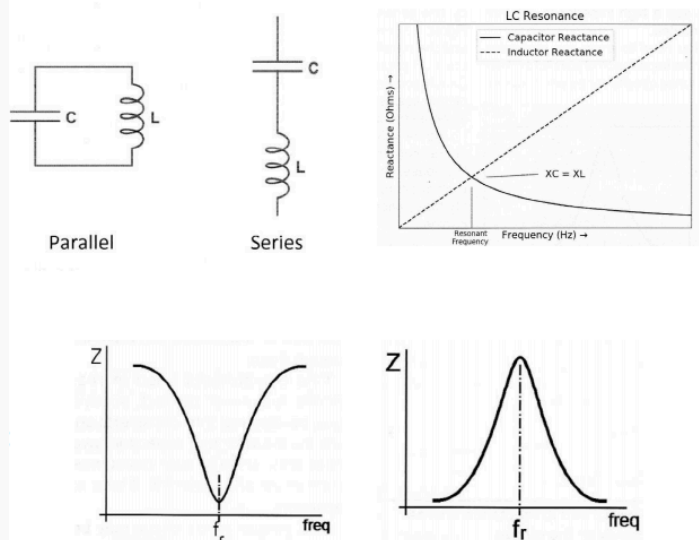 C
L
Parallel
C
L
Series
LC Resonance
Capacitor Reactance
Inductor Reactance
Reactance (Ohms) →
XC = XL
Resonant
Frequency
Frequency (Hz) →
Z
fr
freq
Z
fr
freq